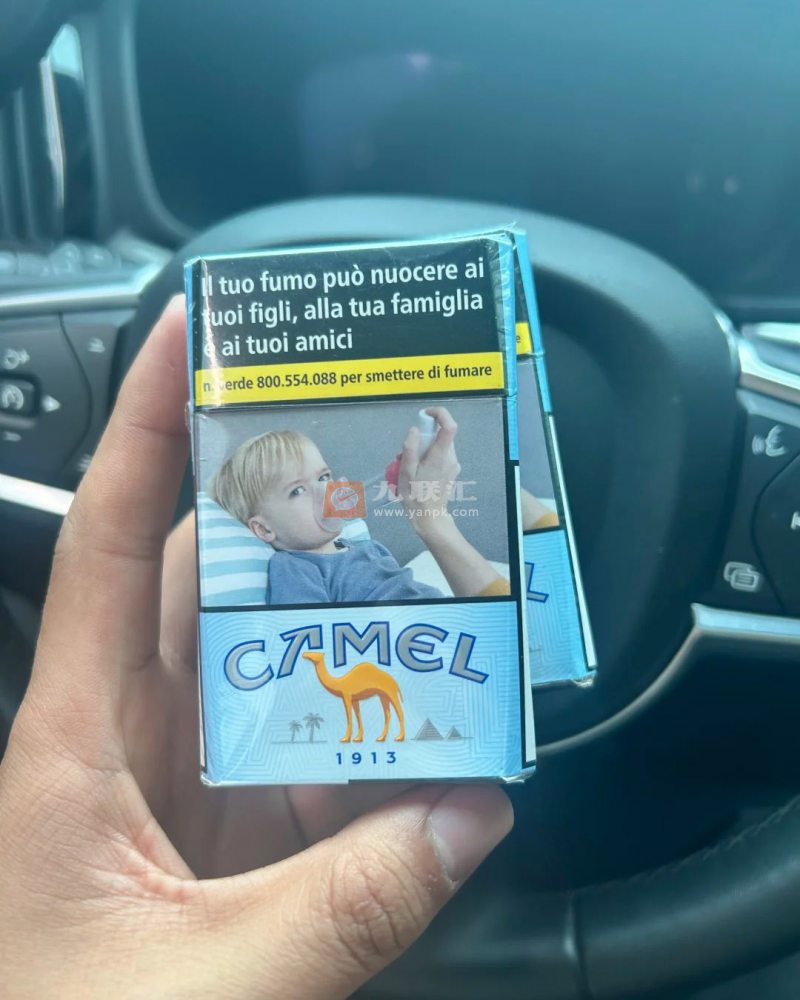 Il tuo fumo può nuocere ai
tuoi figli, alla tua famiglia
e ai tuoi amici
n. verde 800.554.088 per smettere di fumare
e
九联汇
www.yanpk.com
CAMEL
L
1913